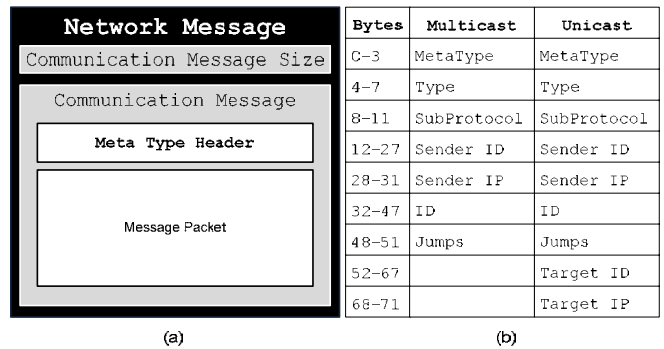 Network Message
Communication Message Size
Communication Message
Meta Type Header
Message Packet
(a)
Bytes Multicast Unicast
C-3 MetaType MetaType
4-7 Type Type
8-11 SubProtocol SubProtocol
12-27 Sender ID Sender ID
28-31 Sender IP Sender IP
32-47 ID ID
48-51 Jumps Jumps
52-67 Target ID
68-71 Target IP
(b)